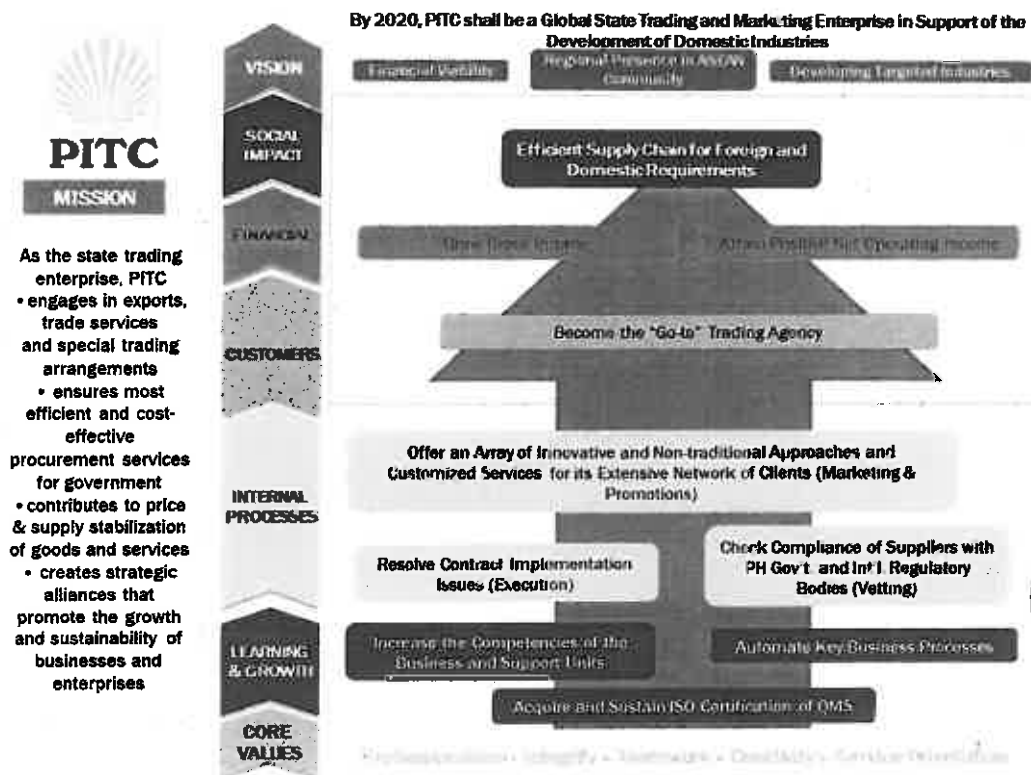 By 2020, PITC shall be a Global State Trading and Marketing Enterprise in Support of the
Development of Domestic Industries
VISION
Financial Viability
Regional Presence in ASEAN
Community
Developing Targeted Industries
PITC
MISSION
As the state trading
enterprise, PITC
• engages in exports,
trade services
and special trading
arrangements
• ensures most
efficient and cost-
effective
procurement services
for government
• contributes to price
& supply stabilization
of goods and services
• creates strategic
alliances that
promote the growth
and sustainability of
businesses and
enterprises
SOCIAL
IMPACT
Efficient Supply Chain for Foreign and
Domestic Requirements
FINANCIAL
Gross Income
Attain Positive Net Operating Income
CUSTOMERS
Become the "Go-to" Trading Agency
INTERNAL
PROCESSES
Offer an Array of Innovative and Non-traditional Approaches and
Customized Services for its Extensive Network of Clients (Marketing &
Promotions)
Resolve Contract Implementation
Issues (Execution)
Check Compliance of Suppliers with
PH Gov't. and Int'l. Regulatory
Bodies (Vetting)
LEARNING
& GROWTH
Increase the Competencies of the
Business and Support Units
Automate Key Business Processes
Acquire and Sustain ISO Certification of QMS
CORE
VALUES
Professionalism • Integrity • Teamwork • Creativity • Service Orientation